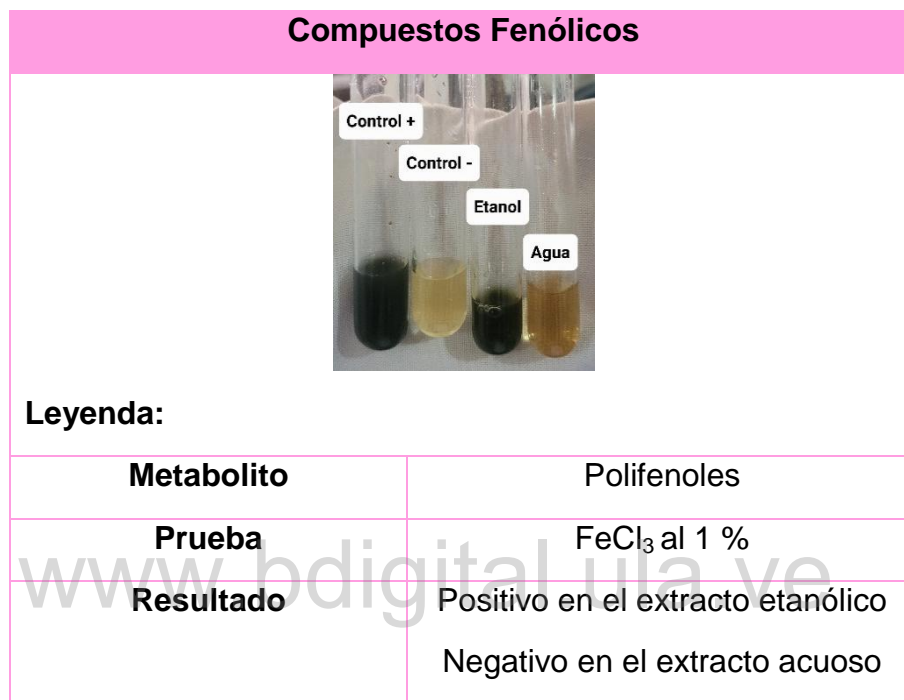 Compuestos Fenólicos
Control +
Control -
Etanol
Agua
Leyenda:
Metabolito
Polifenoles
Prueba
FeCl₃ al 1 %
www.bdigital.ula.ve
Resultado
Positivo en el extracto etanólico
Negativo en el extracto acuoso